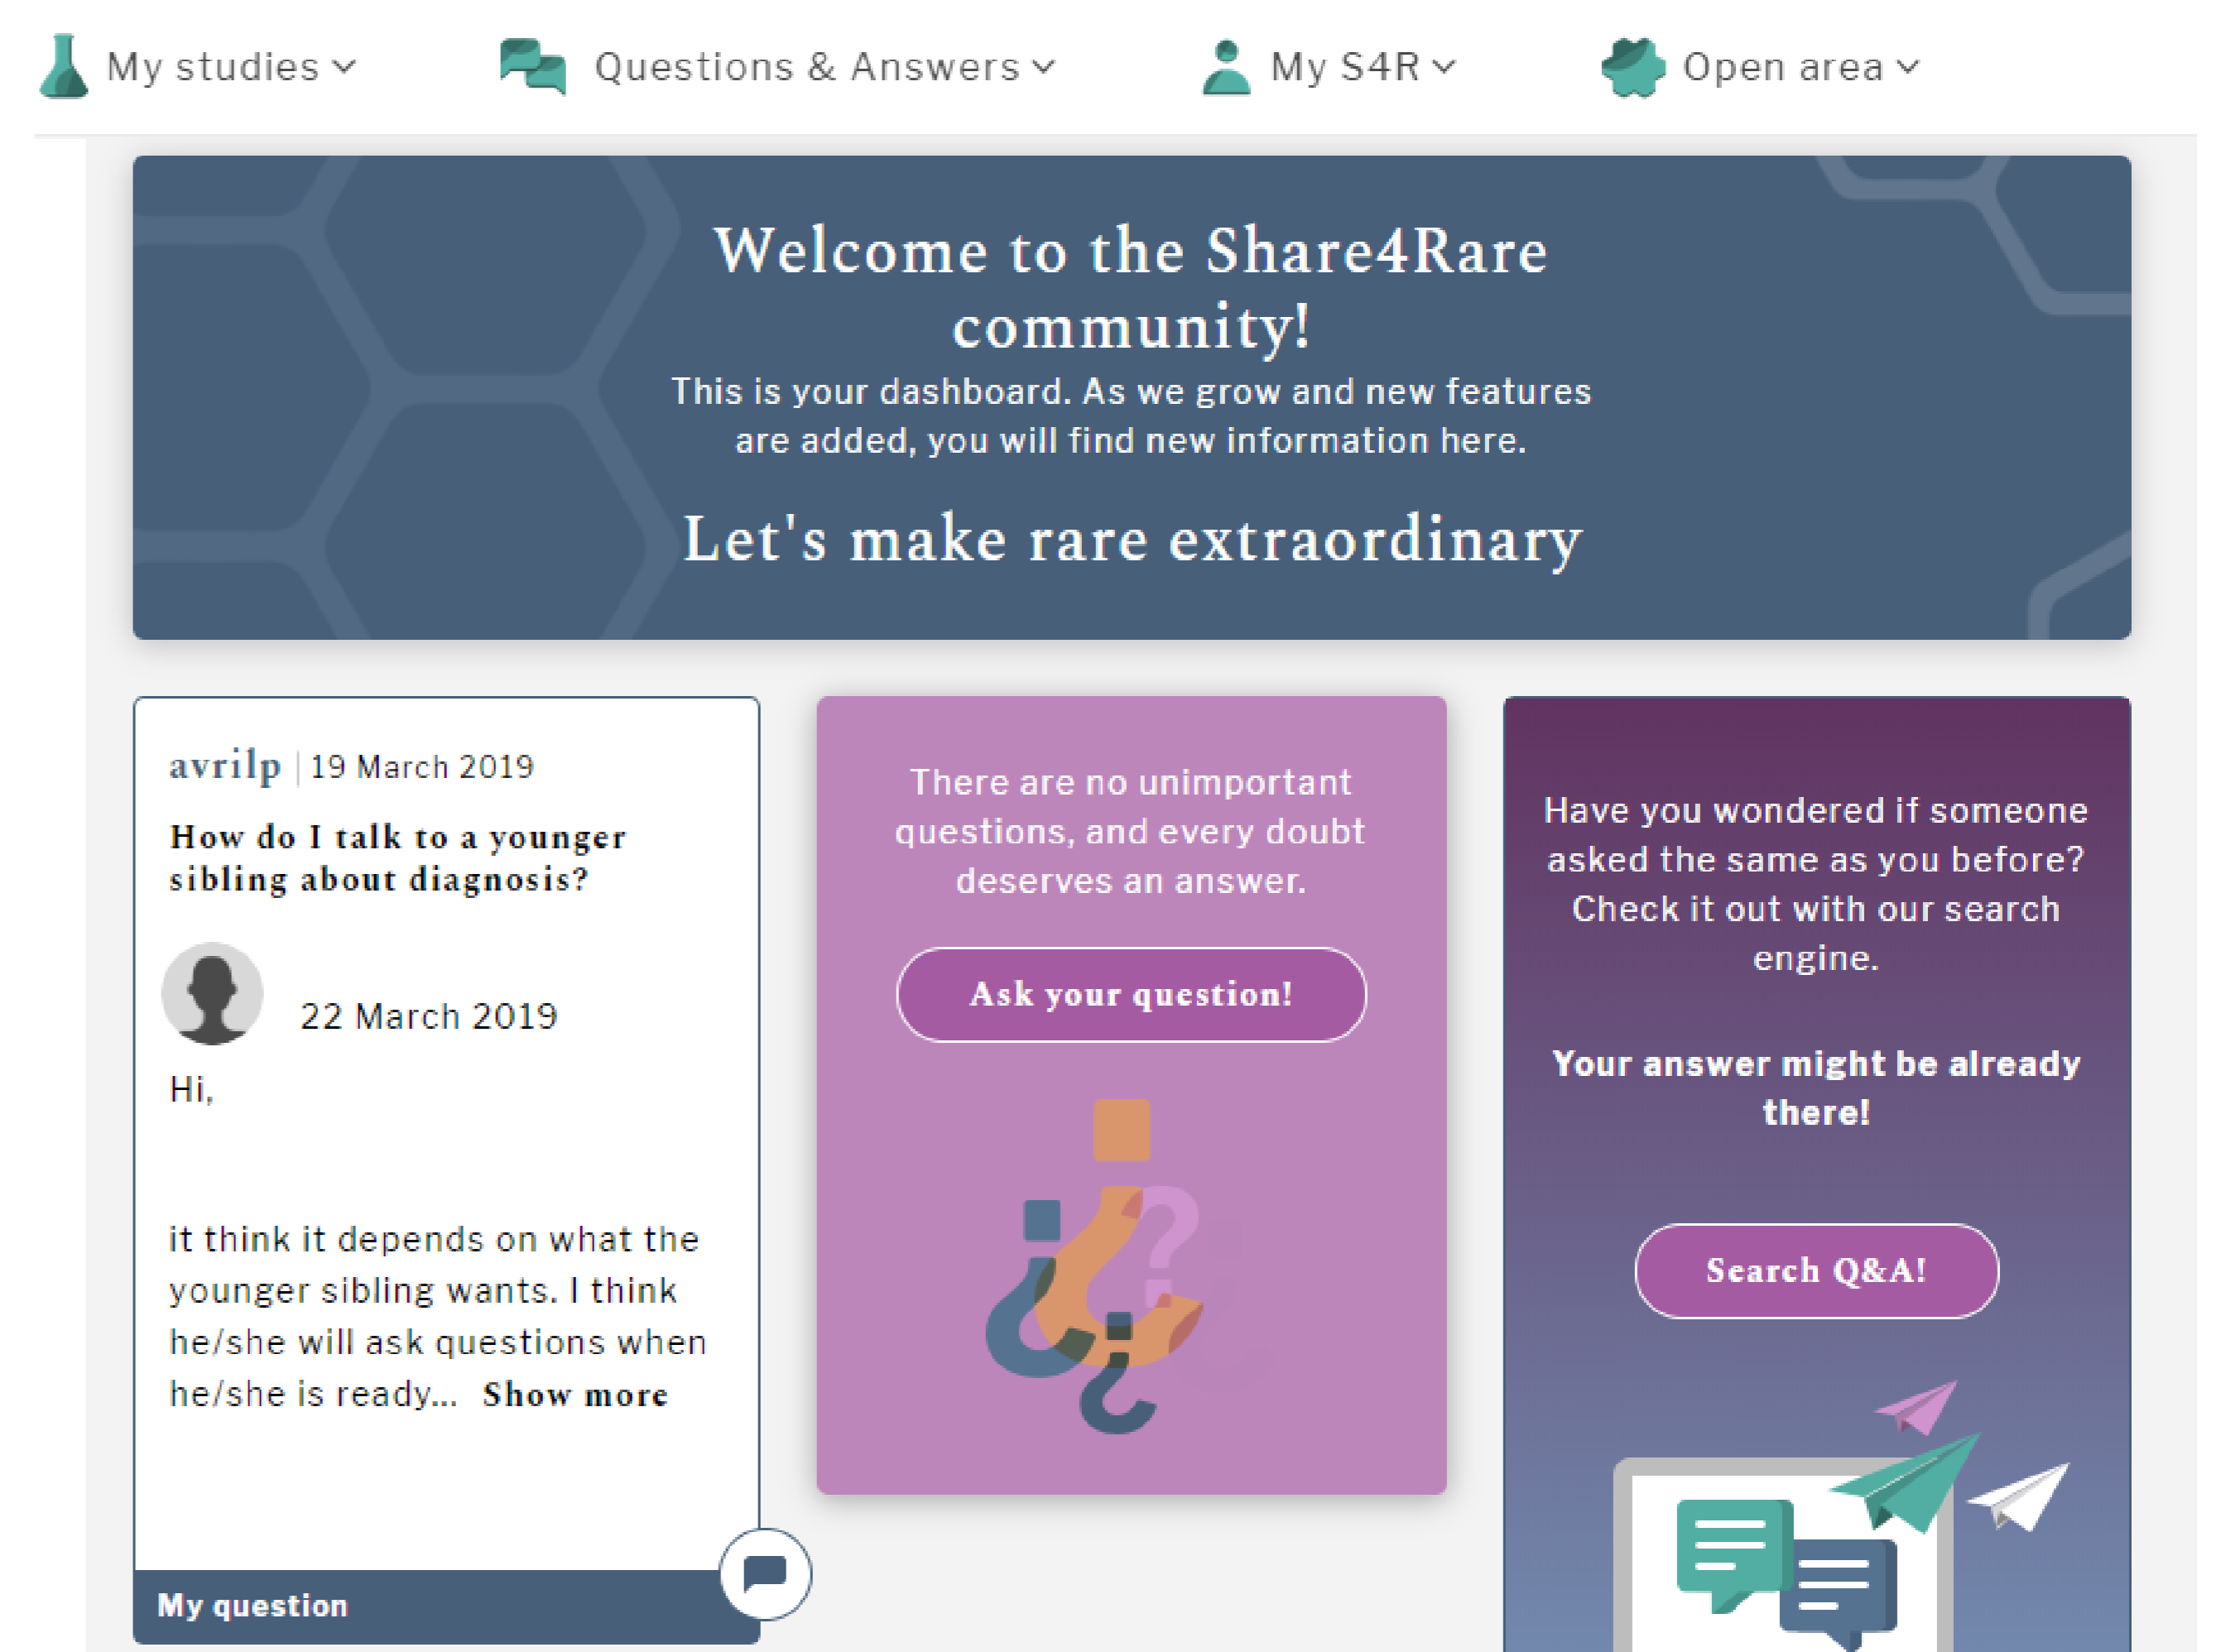 My studies
Questions & Answers
My S4R
Open area
Welcome to the Share4Rare
community!
This is your dashboard. As we grow and new features
are added, you will find new information here.
Let's make rare extraordinary
avrilp | 19 March 2019
How do I talk to a younger
sibling about diagnosis?
22 March 2019
Hi,
it think it depends on what the
younger sibling wants. I think
he/she will ask questions when
he/she is ready... Show more
My question
There are no unimportant
questions, and every doubt
deserves an answer.
Ask your question!
Have you wondered if someone
asked the same as you before?
Check it out with our search
engine.
Your answer might be already
there!
Search Q&A!